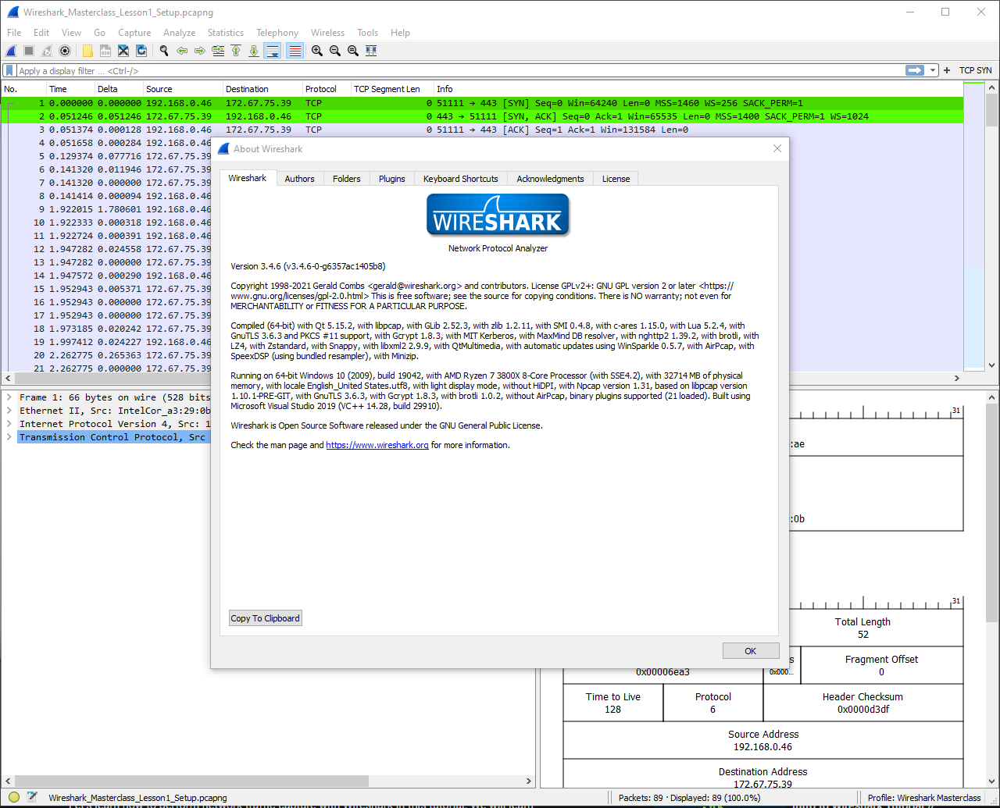 Wireshark_Masterclass_Lesson1_Setup.pcapng
File Edit View Go Capture Analyze Statistics Telephony Wireless Tools Help
Apply a display filter ... <Ctrl-/> TCP SYN
No. Time Delta Source Destination Protocol TCP Segment Len Info
1 0.000000 0.000000 192.168.0.46 172.67.75.39 TCP 0 51111 → 443 [SYN] Seq=0 Win=64240 Len=0 MSS=1460 WS=256 SACK_PERM=1
2 0.051246 0.051246 172.67.75.39 192.168.0.46 TCP 0 443 → 51111 [SYN, ACK] Seq=0 Ack=1 Win=65535 Len=0 MSS=1400 SACK_PERM=1 WS=1024
3 0.051374 0.000128 192.168.0.46 172.67.75.39 TCP 0 51111 → 443 [ACK] Seq=1 Ack=1 Win=131584 Len=0
4 0.051658 0.000284 192.168.0.46
5 0.129374 0.077716 172.67.75.39
6 0.141320 0.011946 172.67.75.39
7 0.141320 0.000000 172.67.75.39
8 0.141414 0.000094 192.168.0.46
9 1.922015 1.780601 192.168.0.46
10 1.922333 0.000318 192.168.0.46
11 1.922724 0.000391 192.168.0.46
12 1.947282 0.024558 172.67.75.39
13 1.947282 0.000000 172.67.75.39
14 1.947572 0.000290 192.168.0.46
15 1.952943 0.005371 172.67.75.39
16 1.952943 0.000000 172.67.75.39
17 1.952943 0.000000 172.67.75.39
18 1.973185 0.020242 172.67.75.39
19 1.997412 0.024227 192.168.0.46
20 2.262775 0.265363 172.67.75.39
21 2.262775 0.000000 172.67.75.39
About Wireshark
Wireshark Authors Folders Plugins Keyboard Shortcuts Acknowledgments License
WIRESHARK
Network Protocol Analyzer
Version 3.4.6 (v3.4.6-0-g6357ac1405b8)
Copyright 1998-2021 Gerald Combs <gerald@wireshark.org> and contributors. License GPLv2+: GNU GPL version 2 or later <https://
www.gnu.org/licenses/gpl-2.0.html> This is free software; see the source for copying conditions. There is NO warranty; not even for
MERCHANTABILITY or FITNESS FOR A PARTICULAR PURPOSE.
Compiled (64-bit) with Qt 5.15.2, with libpcap, with GLib 2.52.3, with zlib 1.2.11, with SMI 0.4.8, with c-ares 1.15.0, with Lua 5.2.4, with
GnuTLS 3.6.3 and PKCS #11 support, with Gcrypt 1.8.3, with MIT Kerberos, with MaxMind DB resolver, with nghttp2 1.39.2, with brotli, with
LZ4, with Zstandard, with Snappy, with libxml2 2.9.9, with QtMultimedia, with automatic updates using WinSparkle 0.5.7, with AirPcap, with
SpeexDSP (using bundled resampler), with Minizip.
Running on 64-bit Windows 10 (2009), build 19042, with AMD Ryzen 7 3800X 8-Core Processor (with SSE4.2), with 32714 MB of physical
memory, with locale English_United States.utf8, with light display mode, without HiDPI, with Npcap version 1.31, based on libpcap version
1.10.1-PRE-GIT, with GnuTLS 3.6.3, with Gcrypt 1.8.3, with brotli 1.0.2, without AirPcap, binary plugins supported (21 loaded). Built using
Microsoft Visual Studio 2019 (VC++ 14.28, build 29910).
Wireshark is Open Source Software released under the GNU General Public License.
Check the man page and https://www.wireshark.org for more information.
Copy To Clipboard
OK
Frame 1: 66 bytes on wire (528 bits
Ethernet II, Src: IntelCor_a3:29:0b
Internet Protocol Version 4, Src: 1
Transmission Control Protocol, Src
31
:ae
:0b
31
Total Length
52
s Fragment Offset
0x00006ea3 0x000... 0
Time to Live Protocol Header Checksum
128 6 0x0000d3df
Source Address
192.168.0.46
Destination Address
172.67.75.39
Wireshark_Masterclass_Lesson1_Setup.pcapng Packets: 89 · Displayed: 89 (100.0%) Profile: Wireshark Masterclass